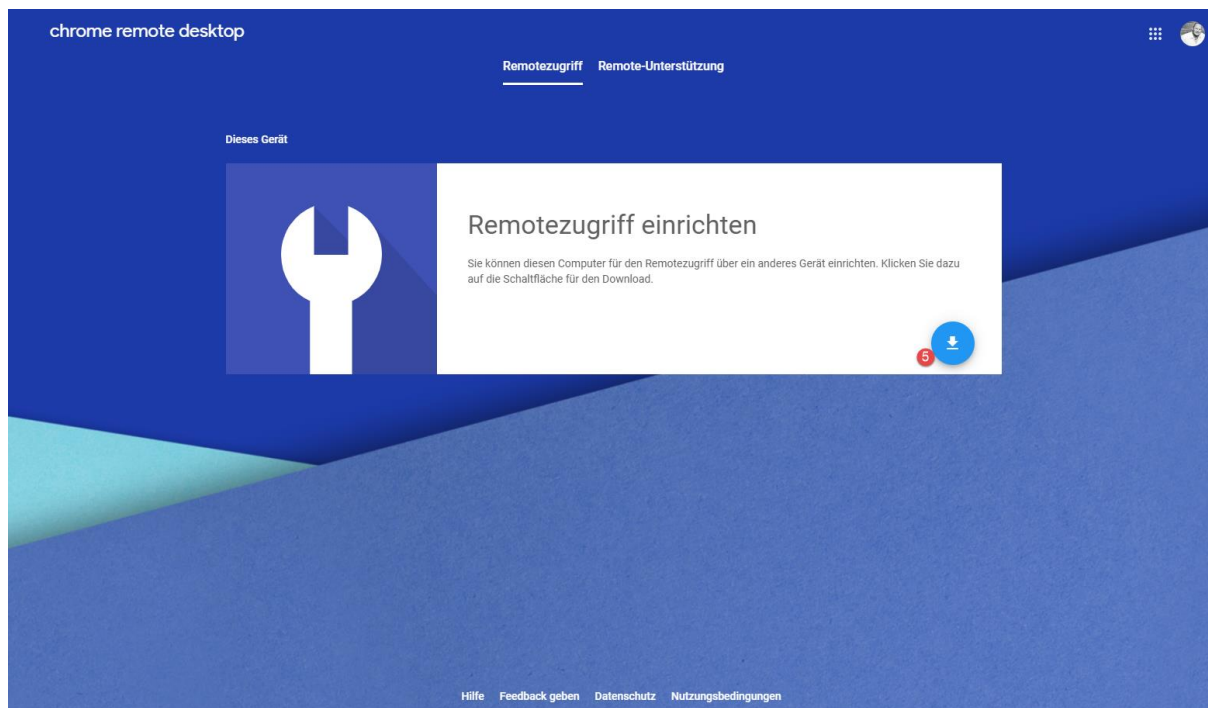 chrome remote desktop
Remotezugriff Remote-Unterstützung
Dieses Gerät
Remotezugriff einrichten
Sie können diesen Computer für den Remotezugriff über ein anderes Gerät einrichten. Klicken Sie dazu
auf die Schaltfläche für den Download.
5
Hilfe Feedback geben Datenschutz Nutzungsbedingungen